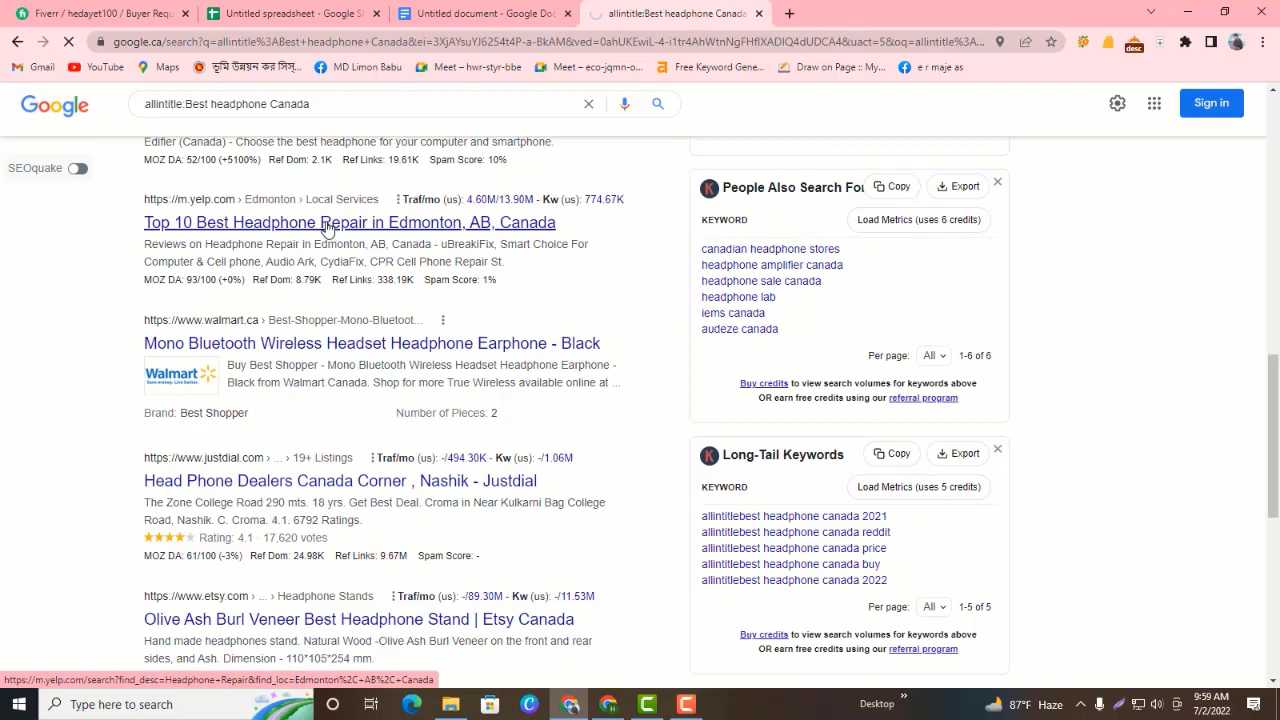 Fiverr / hayet100 / Buyer Requ
Untitled spreadsheet - Google S
Untitled document - Google Do
allintitle:Best headphone Canada
google.ca/search?q=allintitle%3ABest+headphone+Canada&ei=3XjAYsuYJ6254t4P-a-BkAM&ved=0ahUKEwiL-4-i1tr4AhWtnNgFHflXADIQ4dUDCA4&uact=5&oq=allintitle%3A...
desc
Gmail
YouTube
Maps
ভূমি উন্নয়ন কর সিস্...
MD Limon Babu
Meet – hwr-styr-bbe
Meet – eco-jqmn-o...
Free Keyword Gene...
Draw on Page :: My...
e r maje as
Google
allintitle:Best headphone Canada
Sign in
SEOquake
Edifier (Canada) - Choose the best headphone for your computer and smartphone.
MOZ DA: 52/100 (+5100%) Ref Dom: 2.1K Ref Links: 19.61K Spam Score: 10%
https://m.yelp.com › Edmonton › Local Services Traf/mo (us): 4.60M/13.90M - Kw (us): 774.67K
Top 10 Best Headphone Repair in Edmonton, AB, Canada
Reviews on Headphone Repair in Edmonton, AB, Canada - uBreakiFix, Smart Choice For
Computer & Cell phone, Audio Ark, CydiaFix, CPR Cell Phone Repair St.
MOZ DA: 93/100 (+0%) Ref Dom: 8.79K Ref Links: 338.19K Spam Score: 1%
https://www.walmart.ca › Best-Shopper-Mono-Bluetoot...
Mono Bluetooth Wireless Headset Headphone Earphone - Black
Walmart
Save money. Live better.
Buy Best Shopper - Mono Bluetooth Wireless Headset Headphone Earphone -
Black from Walmart Canada. Shop for more True Wireless available online at ...
Brand: Best Shopper Number of Pieces: 2
https://www.justdial.com › ... › 19+ Listings Traf/mo (us): -/494.30K - Kw (us): -/1.06M
Head Phone Dealers Canada Corner , Nashik - Justdial
The Zone College Road 290 mts. 18 yrs. Get Best Deal. Croma in Near Kulkarni Bag College
Road, Nashik. C. Croma. 4.1. 6792 Ratings.
Rating: 4.1 · 17,620 votes
MOZ DA: 61/100 (-3%) Ref Dom: 24.98K Ref Links: 9.67M Spam Score: -
https://www.etsy.com › ... › Headphone Stands Traf/mo (us): -/89.30M - Kw (us): -/11.53M
Olive Ash Burl Veneer Best Headphone Stand | Etsy Canada
Hand made headphones stand. Natural Wood -Olive Ash Burl Veneer on the front and rear
sides, and Ash. Dimension - 110*105*254 mm.
People Also Search For
Copy
Export
KEYWORD
Load Metrics (uses 6 credits)
canadian headphone stores
headphone amplifier canada
headphone sale canada
headphone lab
iems canada
audeze canada
Per page: All 1-6 of 6
Buy credits to view search volumes for keywords above
OR earn free credits using our referral program
Long-Tail Keywords
Copy
Export
KEYWORD
Load Metrics (uses 5 credits)
allintitlebest headphone canada 2021
allintitlebest headphone canada reddit
allintitlebest headphone canada price
allintitlebest headphone canada buy
allintitlebest headphone canada 2022
Per page: All 1-5 of 5
Buy credits to view search volumes for keywords above
OR earn free credits using our referral program
https://m.yelp.com/search?find_desc=Headphone+Repair&find_loc=Edmonton%2C+AB%2C+Canada
Type here to search
Desktop
87°F Haze
9:59 AM
7/2/2022